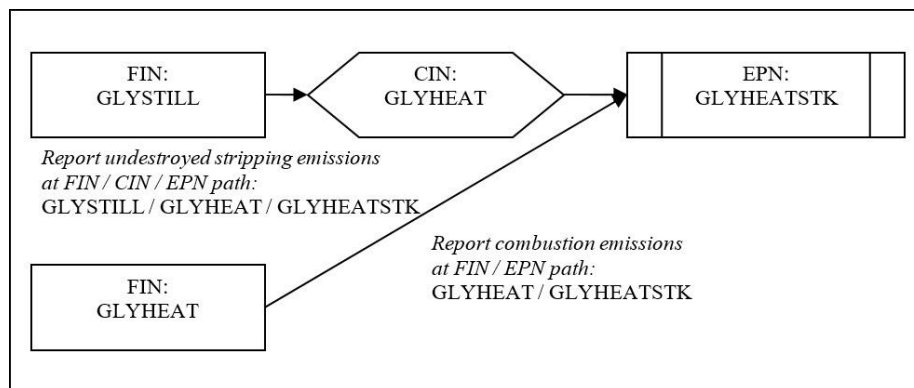 FIN:
GLYSTILL
CIN:
GLYHEAT
EPN:
GLYHEATSTK
Report undestroyed stripping emissions
at FIN / CIN / EPN path:
GLYSTILL / GLYHEAT / GLYHEATSTK
Report combustion emissions
at FIN / EPN path:
GLYHEAT / GLYHEATSTK
FIN:
GLYHEAT